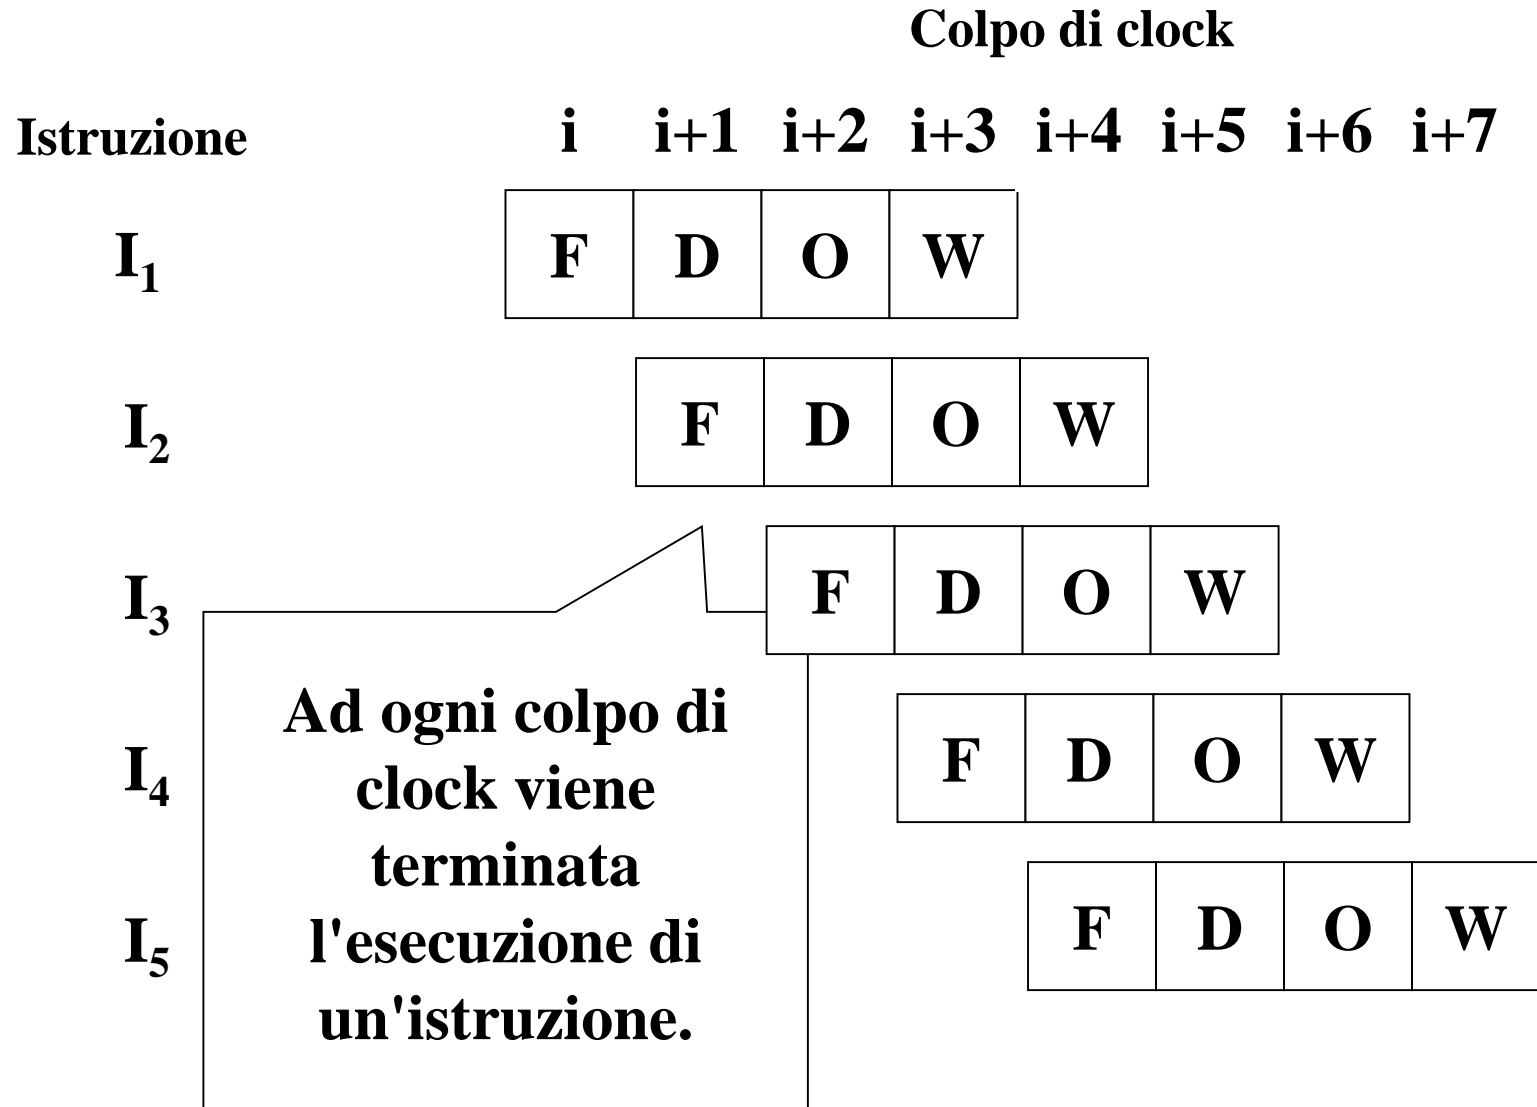 Colpo di clock
Istruzione i i+1 i+2 i+3 i+4 i+5 i+6 i+7
I1 F D O W
I2 F D O W
I3 F D O W
I4 F D O W
I5 F D O W
Ad ogni colpo di
clock viene
terminata
l'esecuzione di
un'istruzione.